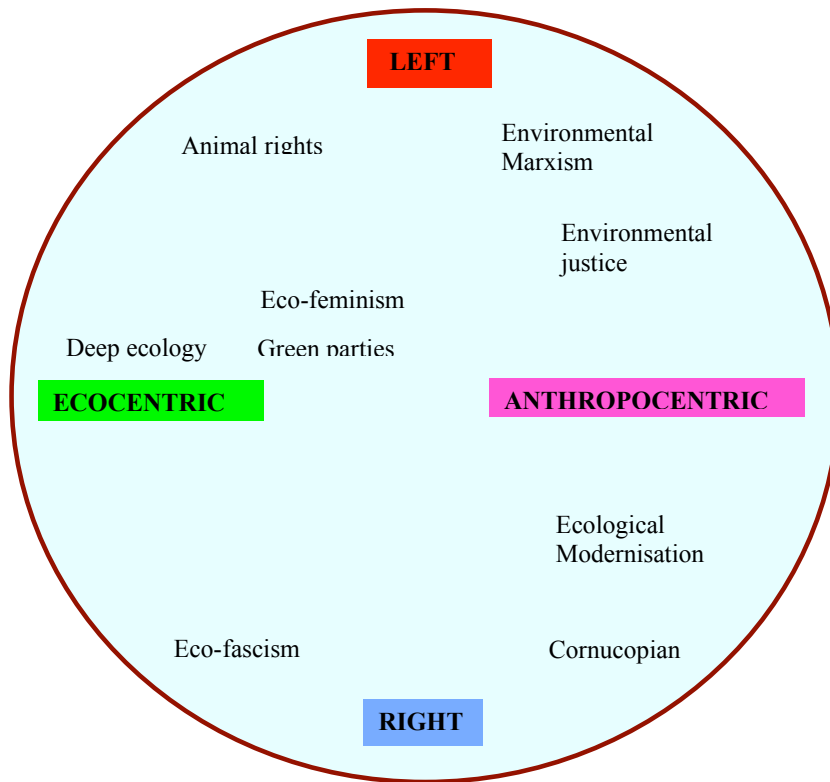 LEFT
Animal rights
Environmental
Marxism
Environmental
justice
Eco-feminism
Deep ecology
Green parties
ECOCENTRIC
ANTHROPOCENTRIC
Ecological
Modernisation
Eco-fascism
Cornucopian
RIGHT